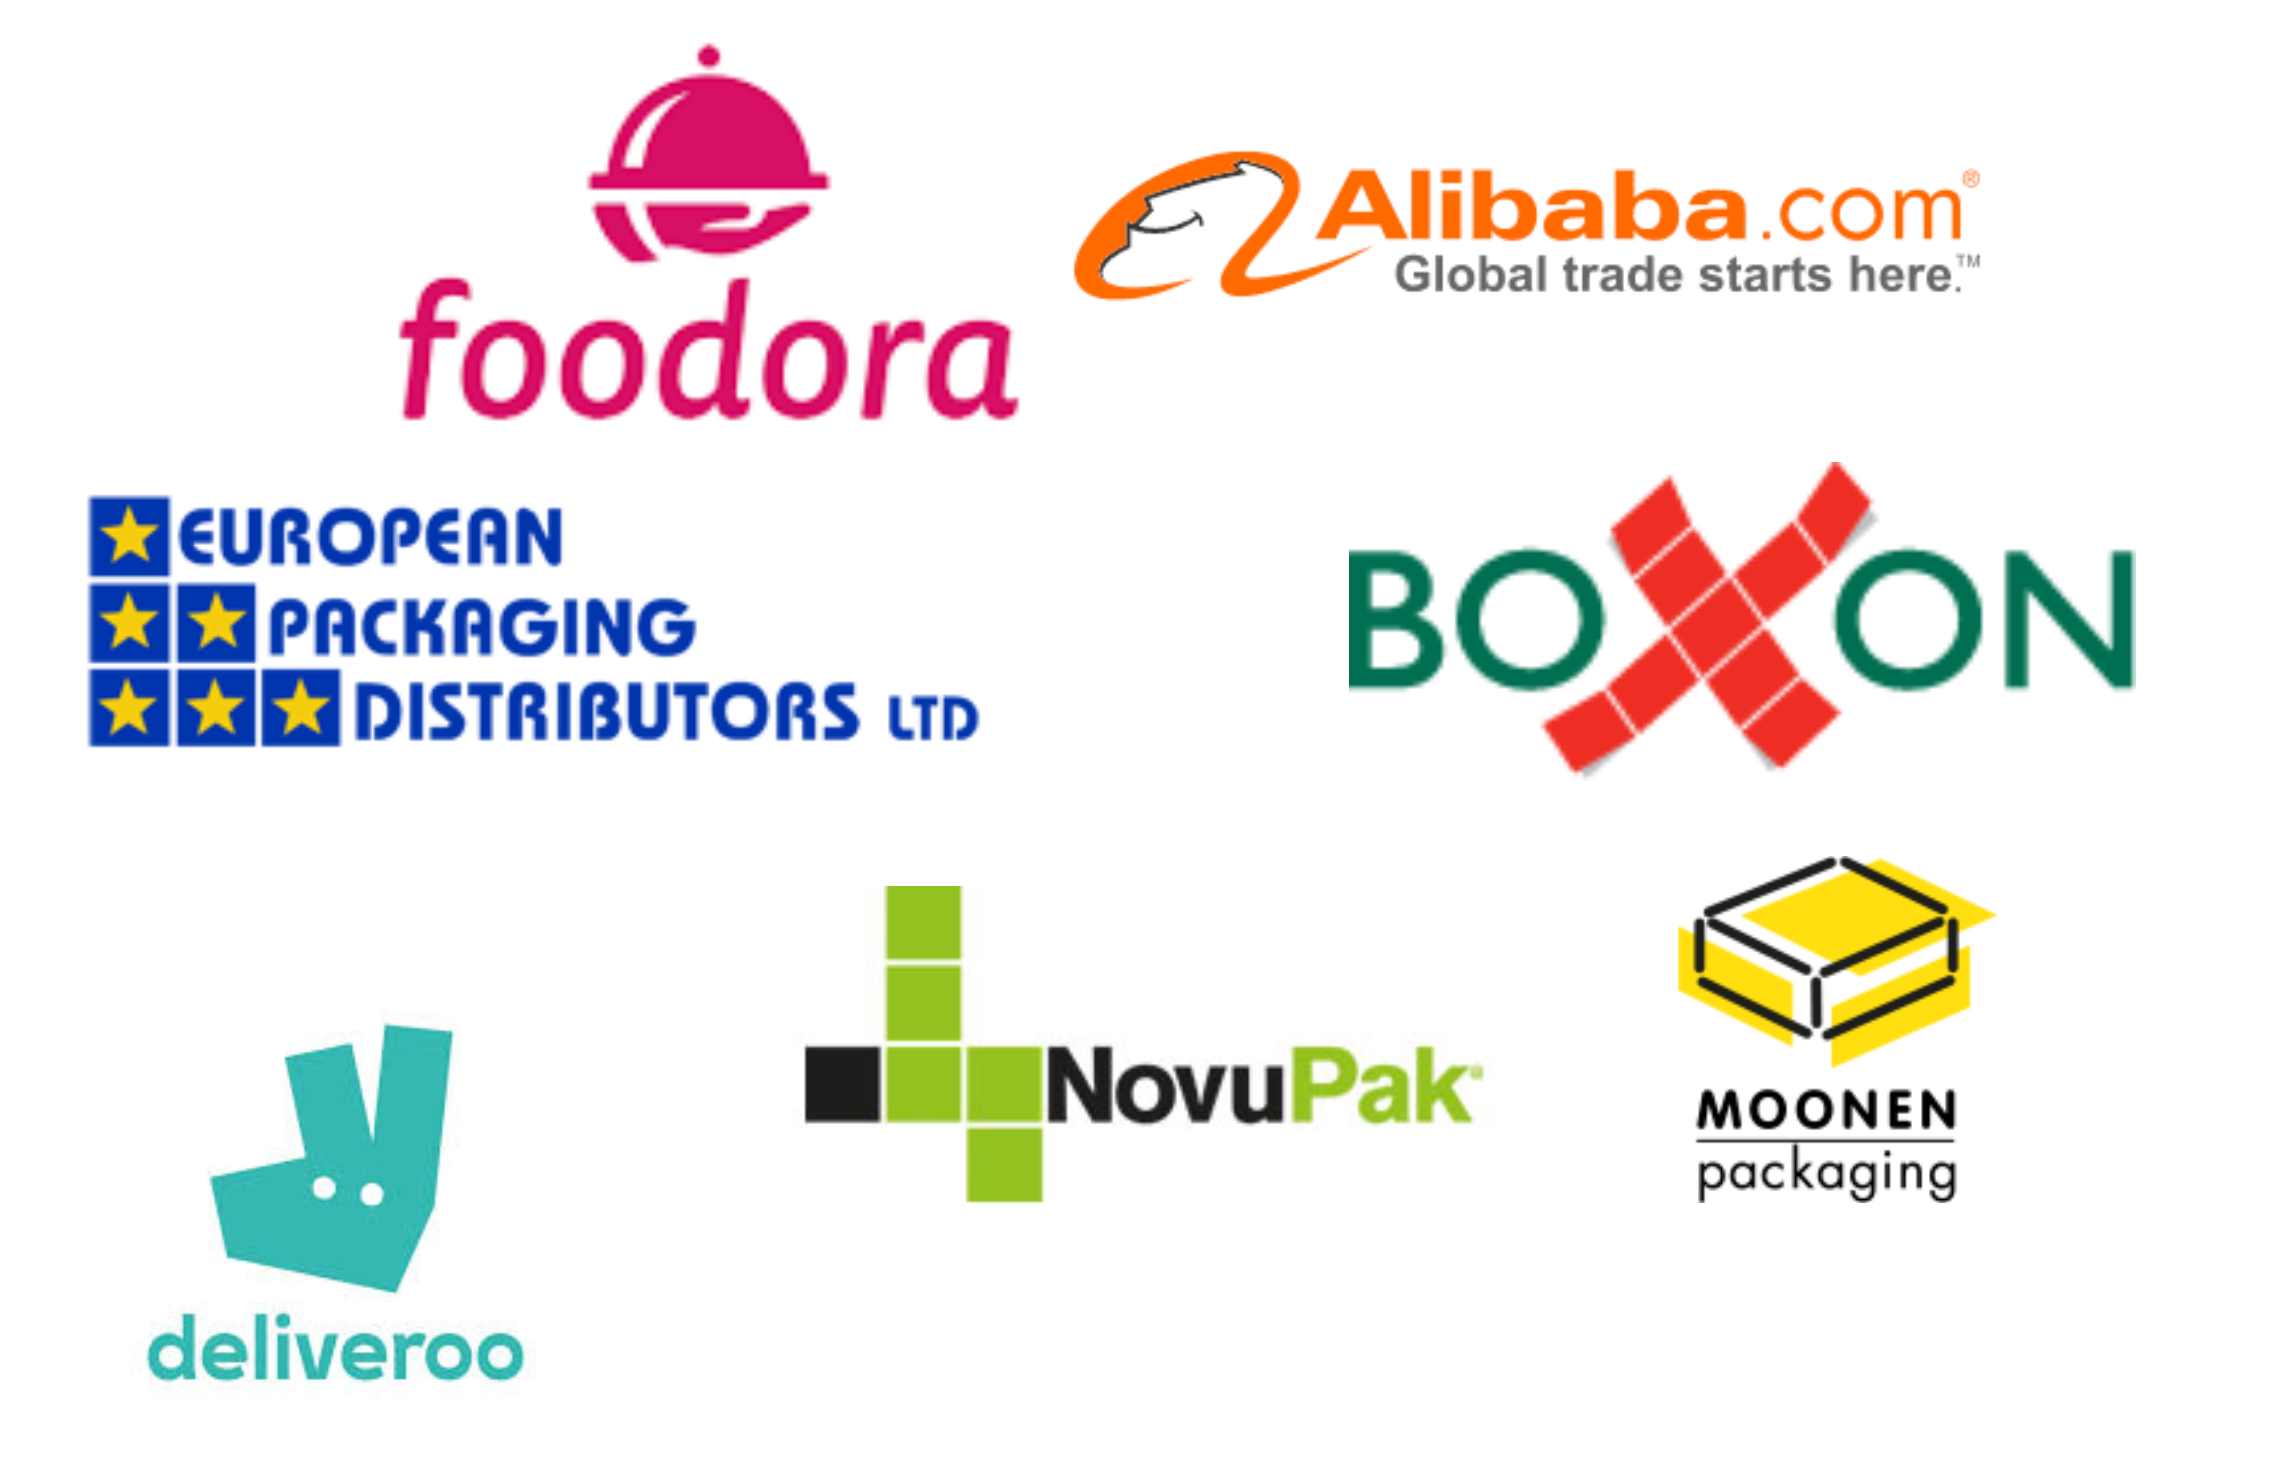 foodora
Alibaba.com®
Global trade starts here.™
EUROPEAN
PACKAGING
DISTRIBUTORS LTD
BOXON
NovuPak®
MOONEN
packaging
deliveroo